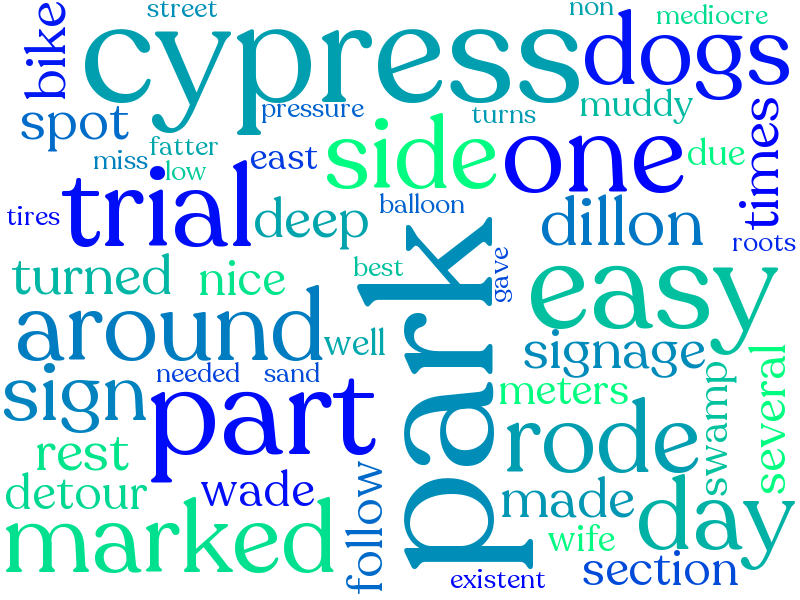 street
non
mediocre
bike
cypress
dogs
spot
pressure
turns
muddy
times
miss
fatter
low
east
side
one
due
tires
trial
deep
balloon
dillon
roots
turned
nice
best
gave
park
easy
around
well
signage
sign
needed
sand
part
meters
swamp
several
rest
rode
detour
wade
follow
made
day
marked
wife
existent
section